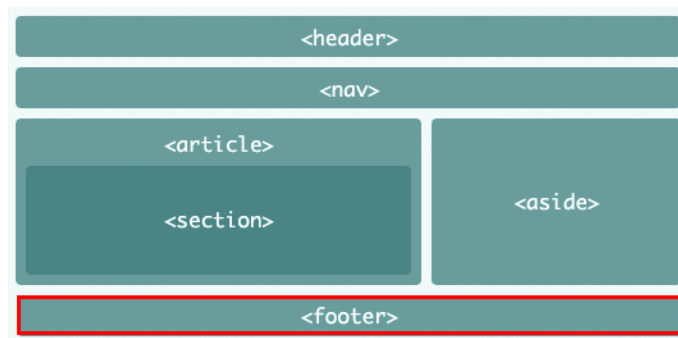 <header>
<nav>
<article>
<section>
<aside>
<footer>